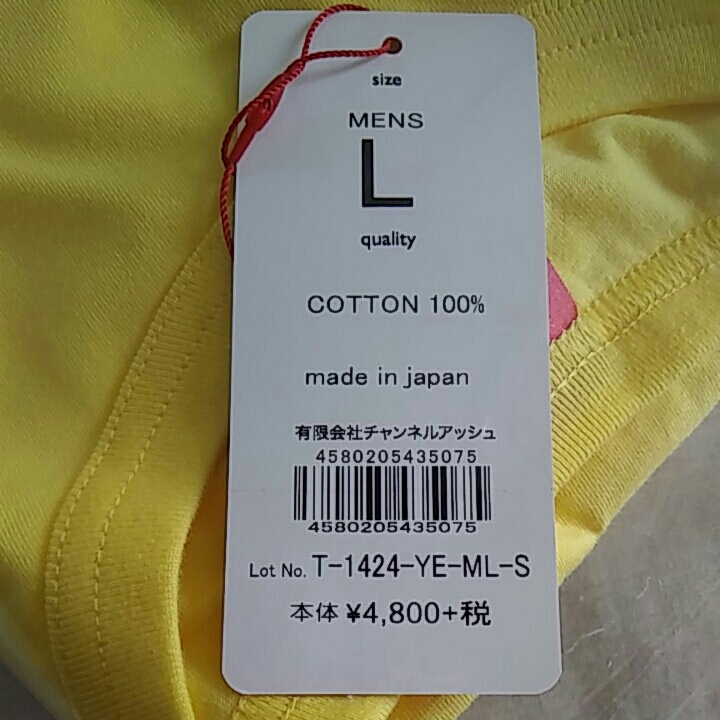 size
MENS
L
quality
COTTON 100%
made in japan
有限会社チャンネルアッシュ
4580205435075
4580205435075
Lot No. T-1424-YE-ML-S
本体 ¥4,800+税